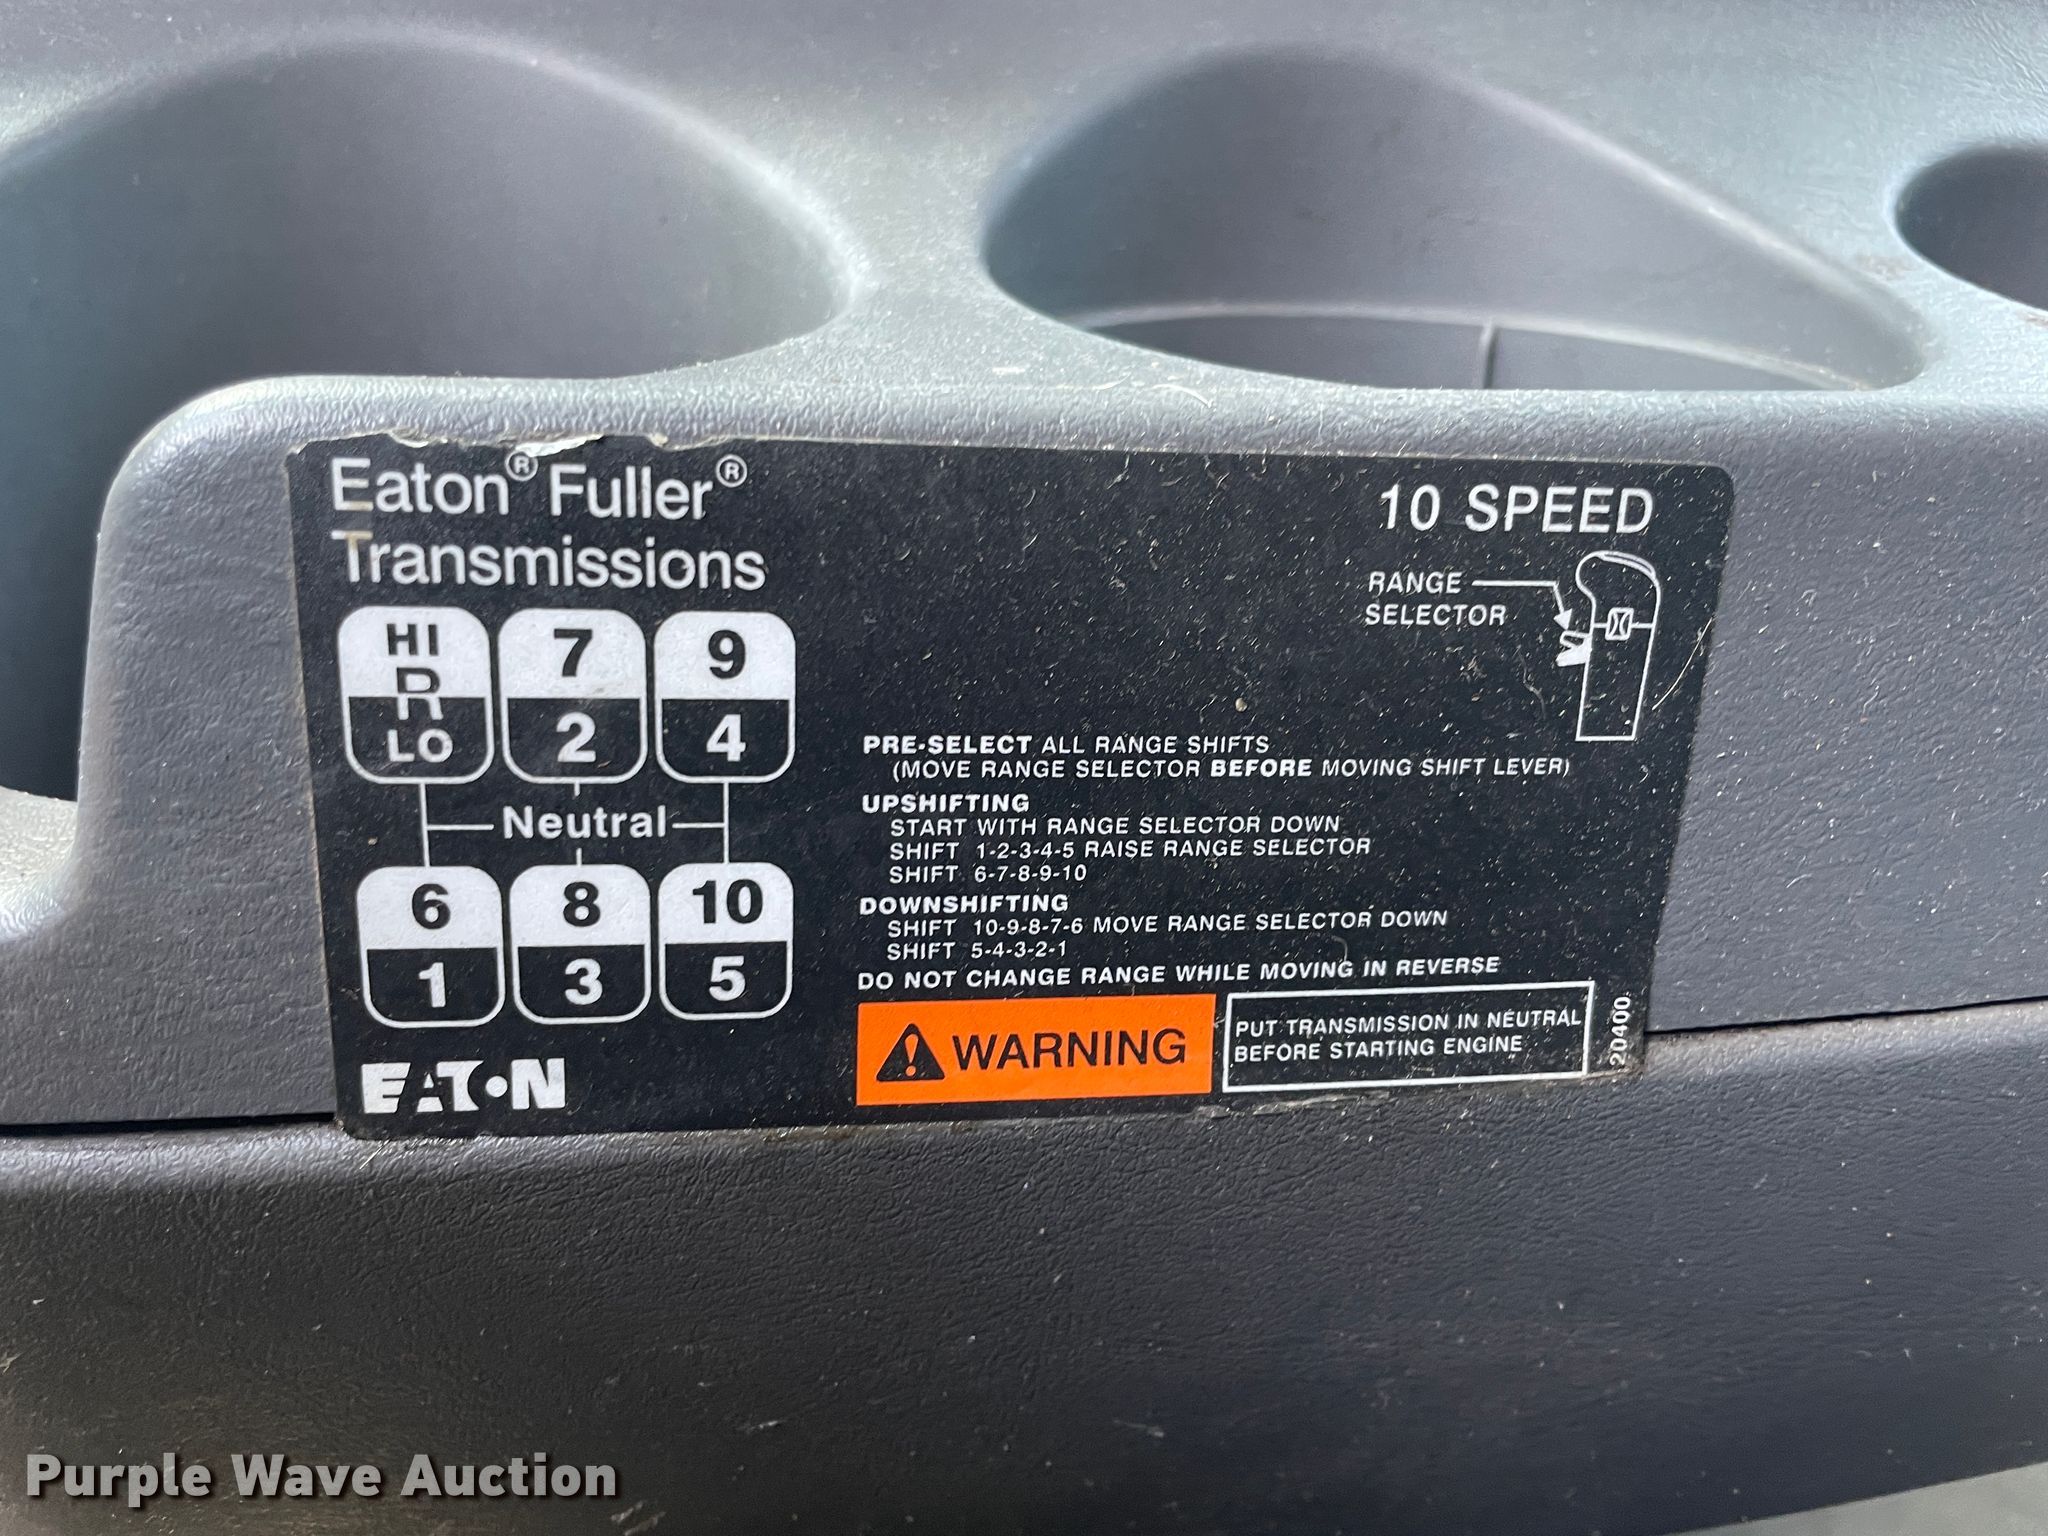 Eaton® Fuller®
Transmissions
10 SPEED
RANGE
SELECTOR
HI
R
LO
7
2
9
4
Neutral
6
1
8
3
10
5
EATON
PRE-SELECT ALL RANGE SHIFTS
(MOVE RANGE SELECTOR BEFORE MOVING SHIFT LEVER)
UPSHIFTING
START WITH RANGE SELECTOR DOWN
SHIFT 1-2-3-4-5 RAISE RANGE SELECTOR
SHIFT 6-7-8-9-10
DOWNSHIFTING
SHIFT 10-9-8-7-6 MOVE RANGE SELECTOR DOWN
SHIFT 5-4-3-2-1
DO NOT CHANGE RANGE WHILE MOVING IN REVERSE
WARNING
PUT TRANSMISSION IN NEUTRAL
BEFORE STARTING ENGINE
20400
Purple Wave Auction